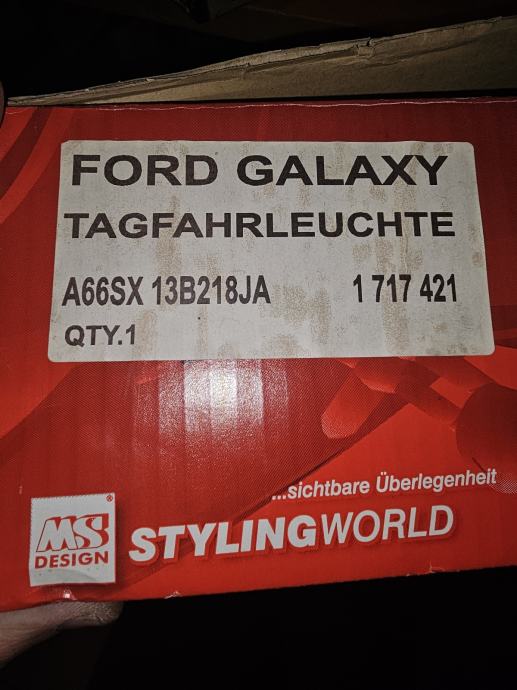 FORD GALAXY
TAGFAHRLEUCHTE
A66SX 13B218JA 1 717 421
QTY.1
...sichtbare Überlegenheit
MS ®
DESIGN
STYLINGWORLD